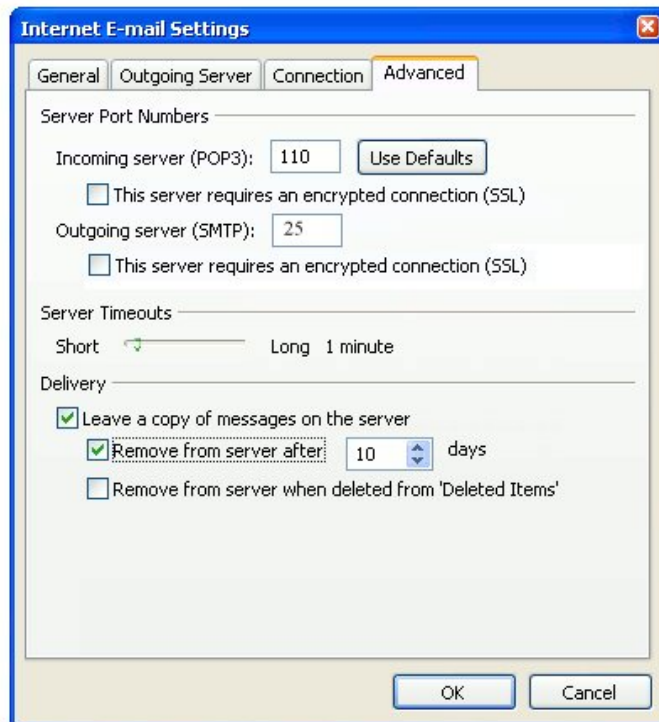 Internet E-mail Settings
General Outgoing Server Connection Advanced
Server Port Numbers
Incoming server (POP3): 110 Use Defaults
This server requires an encrypted connection (SSL)
Outgoing server (SMTP): 25
This server requires an encrypted connection (SSL)
Server Timeouts
Short Long 1 minute
Delivery
Leave a copy of messages on the server
Remove from server after 10 days
Remove from server when deleted from 'Deleted Items'
OK Cancel